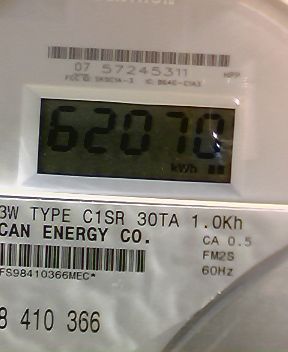 07 57245311
62070
kWh
3W TYPE C1SR 30TA 1.0Kh
CAN ENERGY CO.
CA 0.5
FM2S
60Hz
FS98410366MEC*
8 410 366